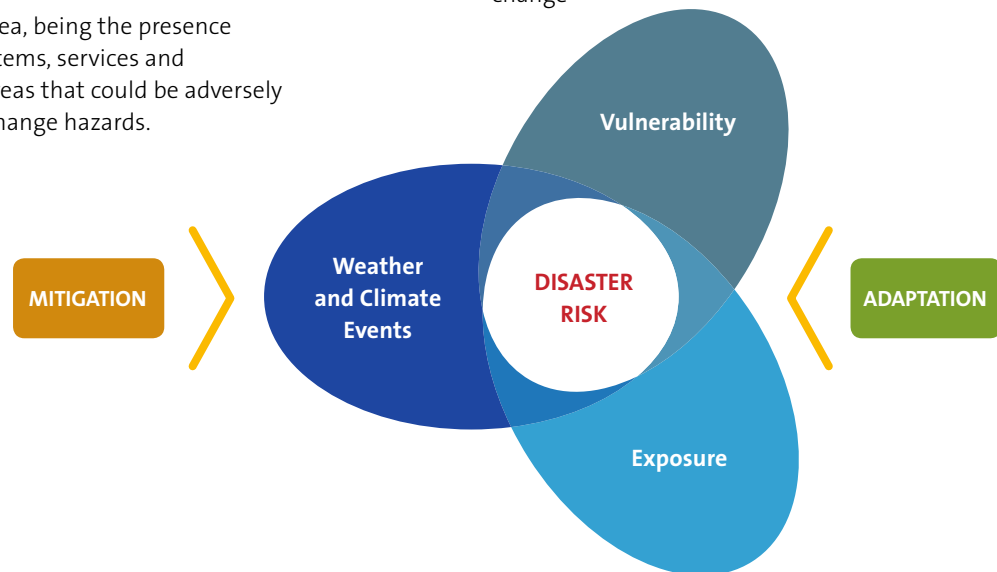 change
ea, being the presence
tems, services and
eas that could be adversely
hange hazards.
Vulnerability
Weather
and Climate
Events
DISASTER
RISK
MITIGATION
ADAPTATION
Exposure